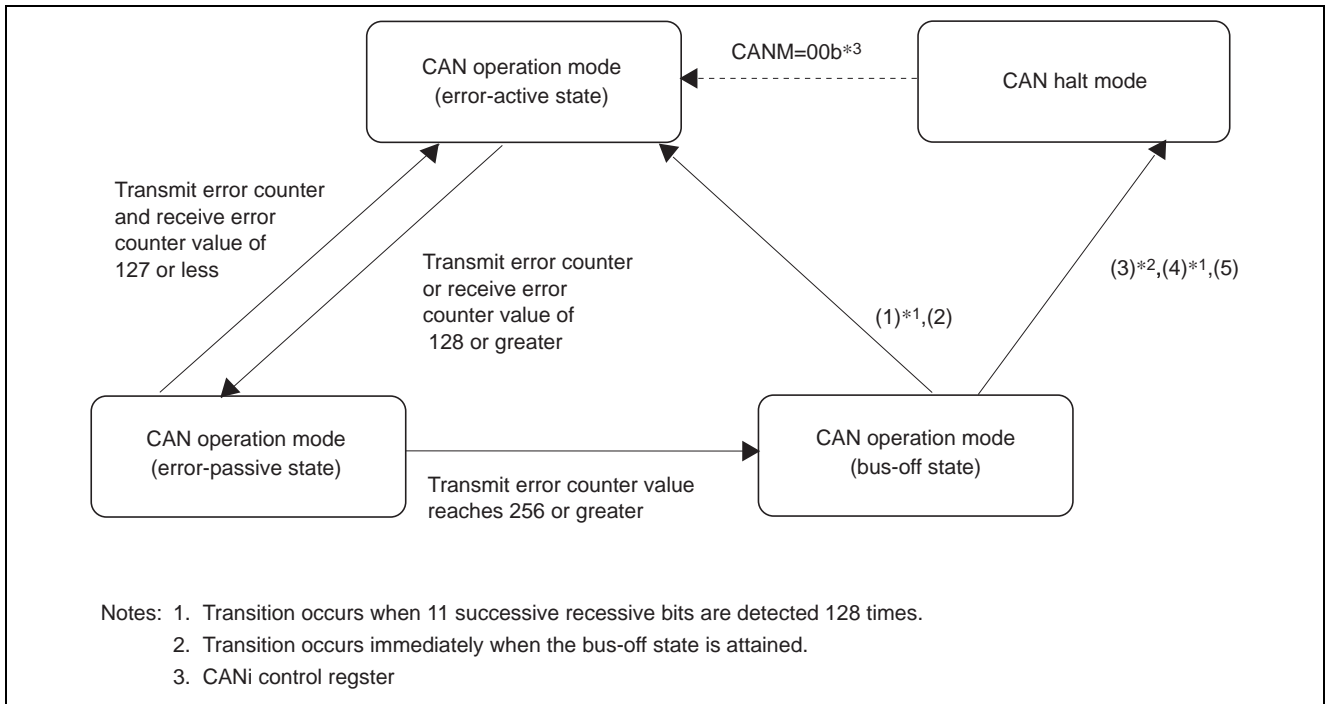 CAN operation mode
(error-active state)
CANM=00b*3
CAN halt mode
Transmit error counter
and receive error
counter value of
127 or less
Transmit error counter
or receive error
counter value of
128 or greater
(1)*1,(2)
(3)*2,(4)*1,(5)
CAN operation mode
(error-passive state)
Transmit error counter value
reaches 256 or greater
CAN operation mode
(bus-off state)
Notes: 1. Transition occurs when 11 successive recessive bits are detected 128 times.
2. Transition occurs immediately when the bus-off state is attained.
3. CANi control regster